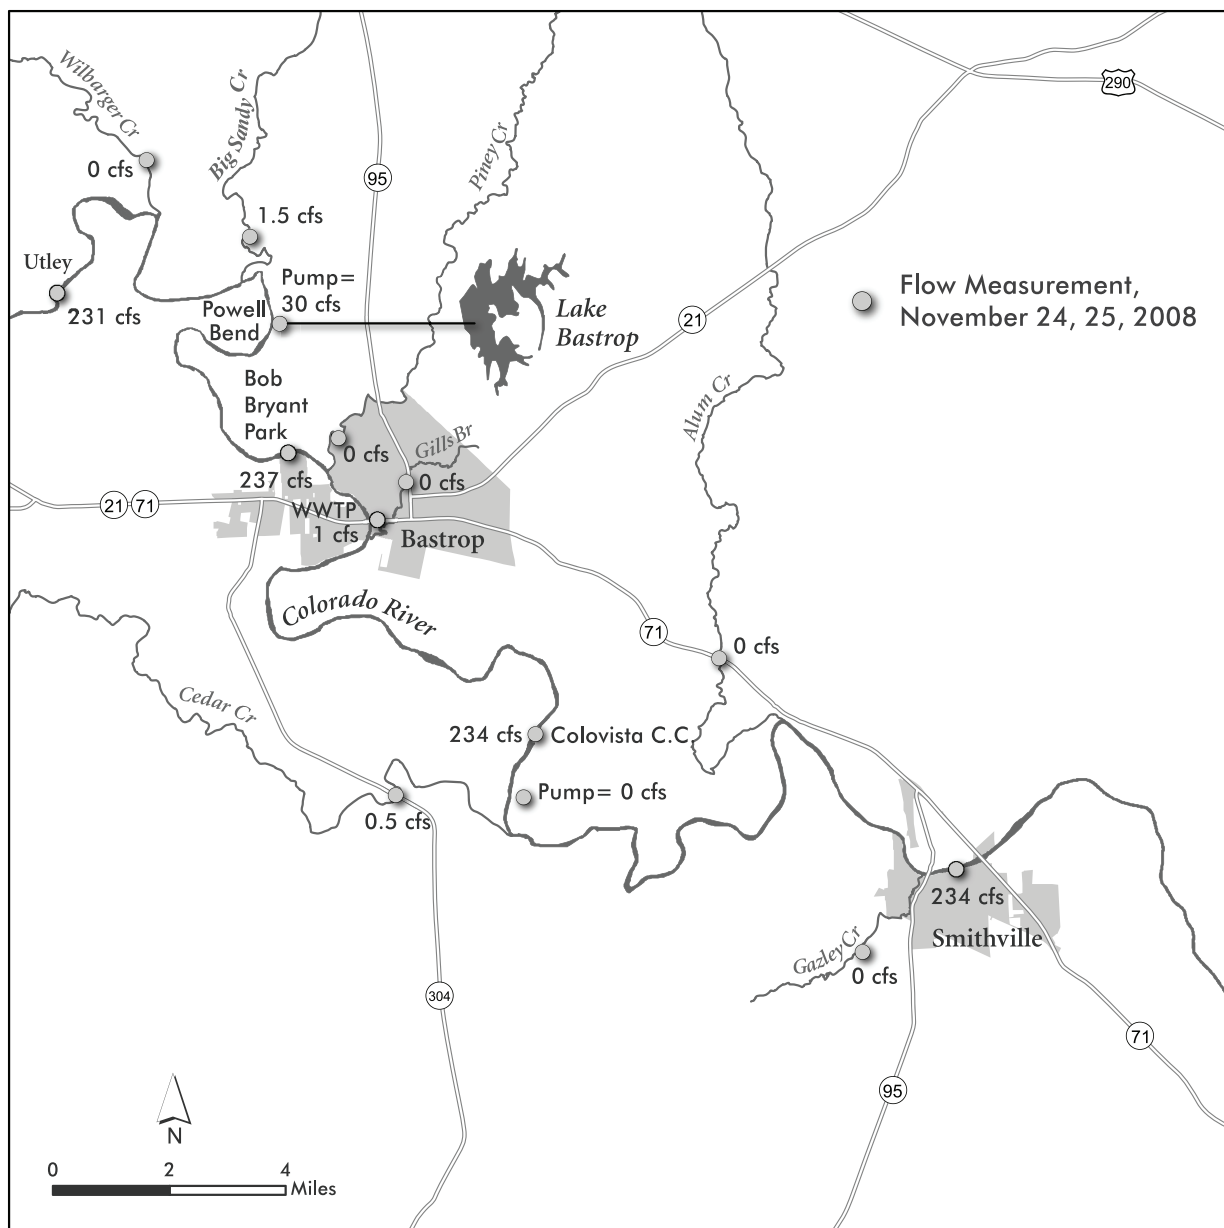 Wilbarger Cr
Big Sandy Cr
Piney Cr
290
0 cfs
95
1.5 cfs
Utley
231 cfs
Pump=
30 cfs
Powell
Bend
Lake
Bastrop
Flow Measurement,
November 24, 25, 2008
21
Bob
Bryant
Park
Alum Cr
Gills Br
0 cfs
237 cfs
0 cfs
21
71
WWTP
1 cfs
Bastrop
Colorado River
71
0 cfs
Cedar Cr
234 cfs
Colovista C.C.
Pump= 0 cfs
0.5 cfs
234 cfs
Smithville
Gazley Cr
0 cfs
304
71
95
N
0
2
4
Miles